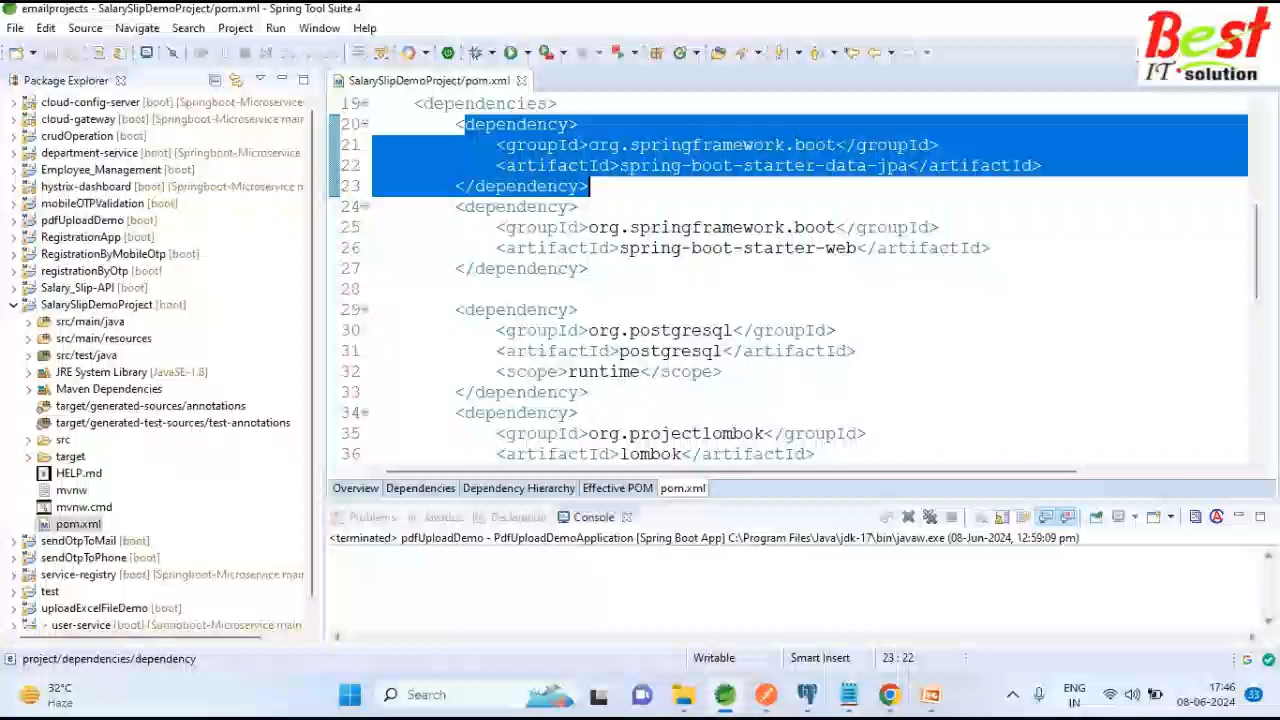 emailprojects - SalarySlipDemoProject/pom.xml - Spring Tool Suite 4
File Edit Source Navigate Search Project Run Window Help
Best
IT solution
Package Explorer
SalarySlipDemoProject/pom.xml
cloud-config-server [boot] [Springboot-Microservice
cloud-gateway [boot] [Springboot-Microservice main
crudOperation [boot]
department-service [boot] [Springboot-Microservice
Employee_Management [boot]
hystrix-dashboard [boot] [Springboot-Microservice
mobileOTPValidation [boot]
pdfUploadDemo [boot]
RegistrationApp [boot]
RegistrationByMobileOtp [boot]
registrationByOtp [boot]
Salary_Slip-API [boot]
SalarySlipDemoProject [boot]
src/main/java
src/main/resources
src/test/java
JRE System Library [JavaSE-1.8]
Maven Dependencies
target/generated-sources/annotations
target/generated-test-sources/test-annotations
src
target
HELP.md
mvnw
mvnw.cmd
pom.xml
sendOtpToMail [boot]
sendOtpToPhone [boot]
service-registry [boot] [Springboot-Microservice main
test
uploadExcelFileDemo [boot]
> user-service [boot] [Springboot-Microservice main
19 <dependencies>
20 <dependency>
21 <groupId>org.springframework.boot</groupId>
22 <artifactId>spring-boot-starter-data-jpa</artifactId>
23 </dependency>
24 <dependency>
25 <groupId>org.springframework.boot</groupId>
26 <artifactId>spring-boot-starter-web</artifactId>
27 </dependency>
28
29 <dependency>
30 <groupId>org.postgresql</groupId>
31 <artifactId>postgresql</artifactId>
32 <scope>runtime</scope>
33 </dependency>
34 <dependency>
35 <groupId>org.projectlombok</groupId>
36 <artifactId>lombok</artifactId>
Overview Dependencies Dependency Hierarchy Effective POM pom.xml
Problems Javadoc Declaration Console
<terminated> pdfUploadDemo - PdfUploadDemoApplication [Spring Boot App] C:\Program Files\Java\jdk-17\bin\javaw.exe (08-Jun-2024, 12:59:09 pm)
project/dependencies/dependency Writable Smart Insert 23 : 22
32°C
Haze
Search
ENG
IN
17:46
08-06-2024
33